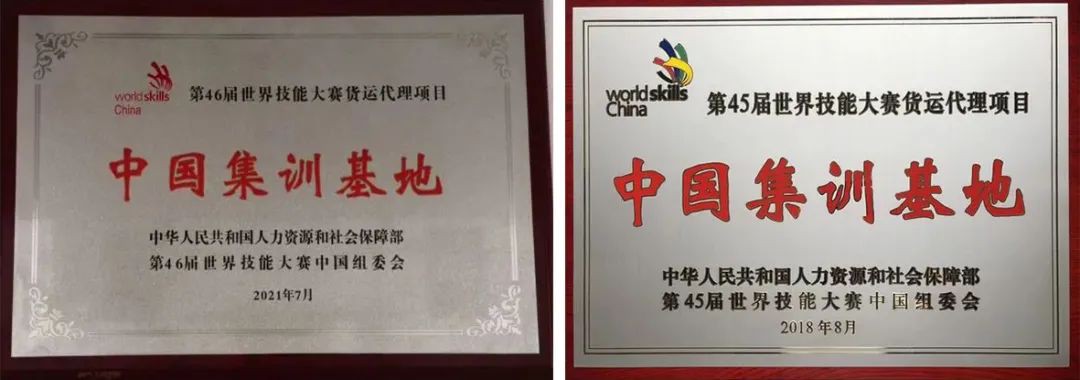 worldskills
China
第46届世界技能大赛货运代理项目
中国集训基地
中华人民共和国人力资源和社会保障部
第46届世界技能大赛中国组委会
2021年7月
worldskills
China
第45届世界技能大赛货运代理项目
中国集训基地
中华人民共和国人力资源和社会保障部
第45届世界技能大赛中国组委会
2018年8月